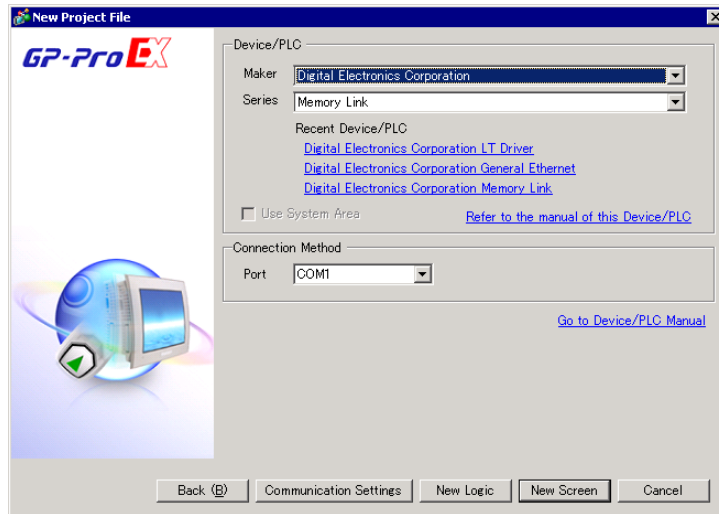 New Project File
GP-Pro EX
Device/PLC
Maker Digital Electronics Corporation
Series Memory Link
Recent Device/PLC
Digital Electronics Corporation LT Driver
Digital Electronics Corporation General Ethernet
Digital Electronics Corporation Memory Link
Use System Area Refer to the manual of this Device/PLC
Connection Method
Port COM1
Go to Device/PLC Manual
Back (B) Communication Settings New Logic New Screen Cancel